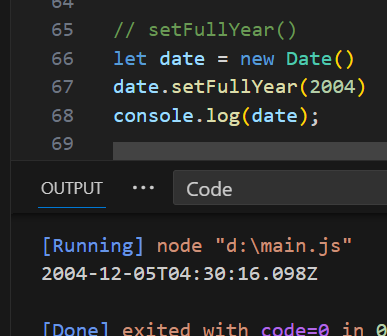 64
65 // setFullYear()
66 let date = new Date()
67 date.setFullYear(2004)
68 console.log(date);
69
OUTPUT ··· Code
[Running] node "d:\main.js"
2004-12-05T04:30:16.098Z
[Done] exited with code=0 in 0